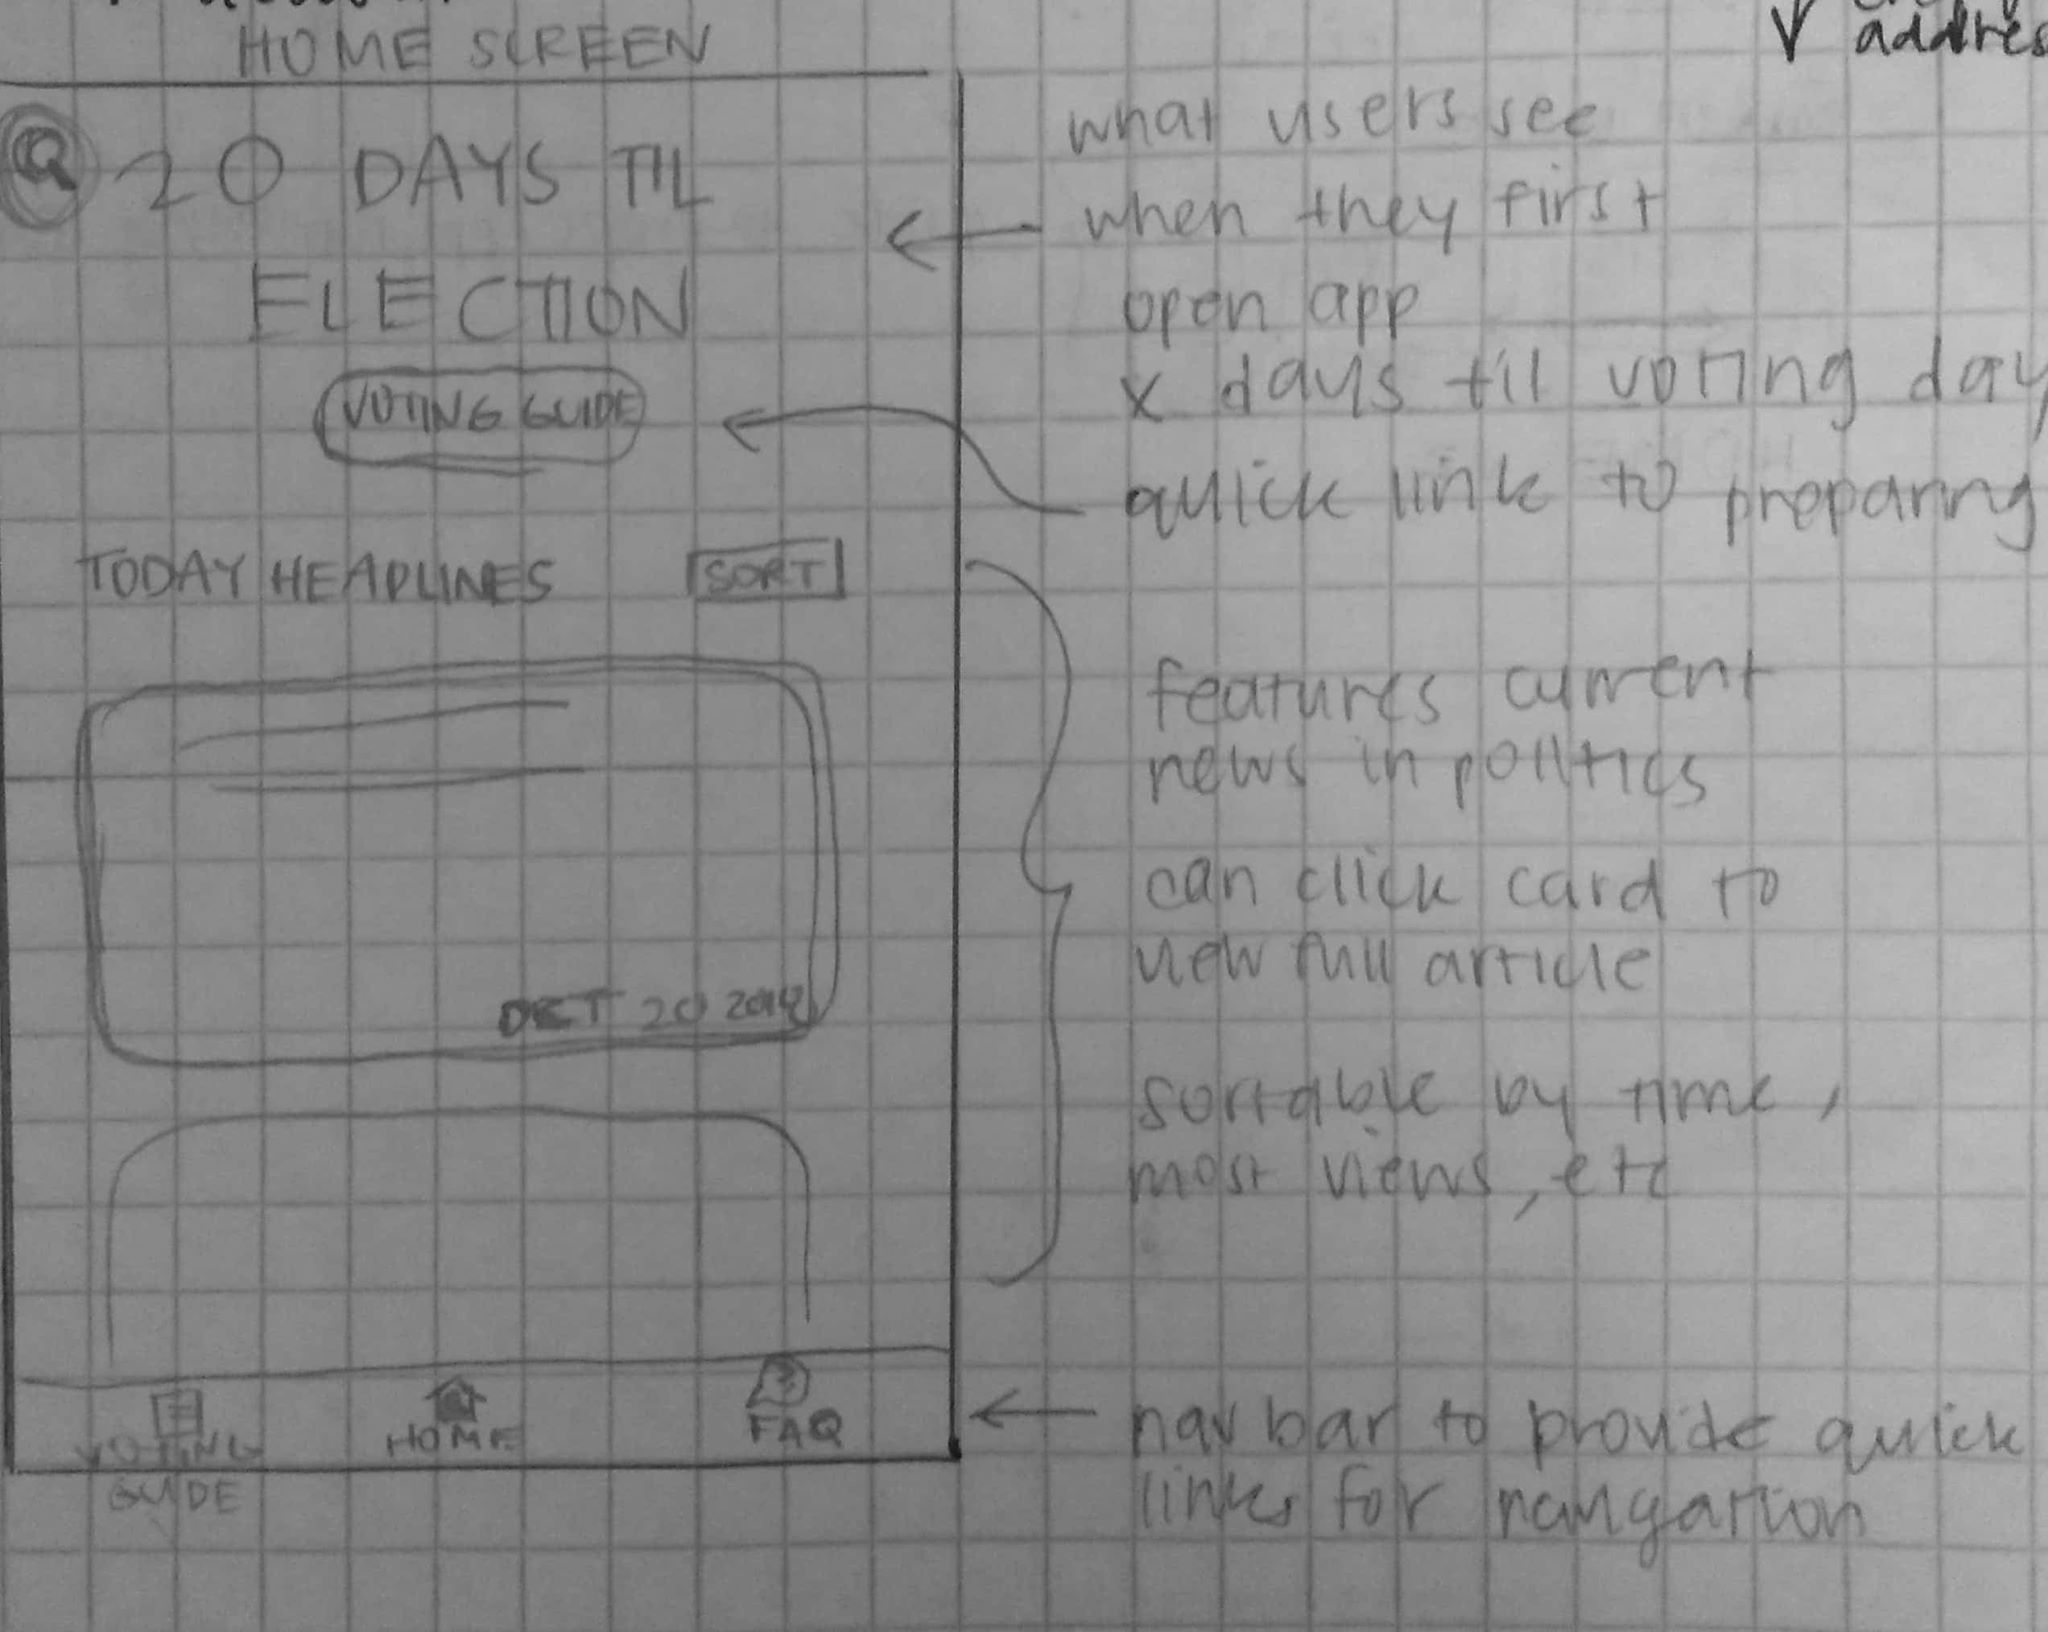 HOME SCREEN
addres
20 DAYS TIL
ELECTION
VOTING GUIDE
TODAY HEADLINES
SORT
OCT 20 2018
VOTING
GUIDE
HOME
?
FAQ
what users see
when they first
open app
x days til voting day
quick link to preparing
features current
news in politics
can click card to
view full article
sortable by time,
most views, etc
nav bar to provide quick
links for navigation